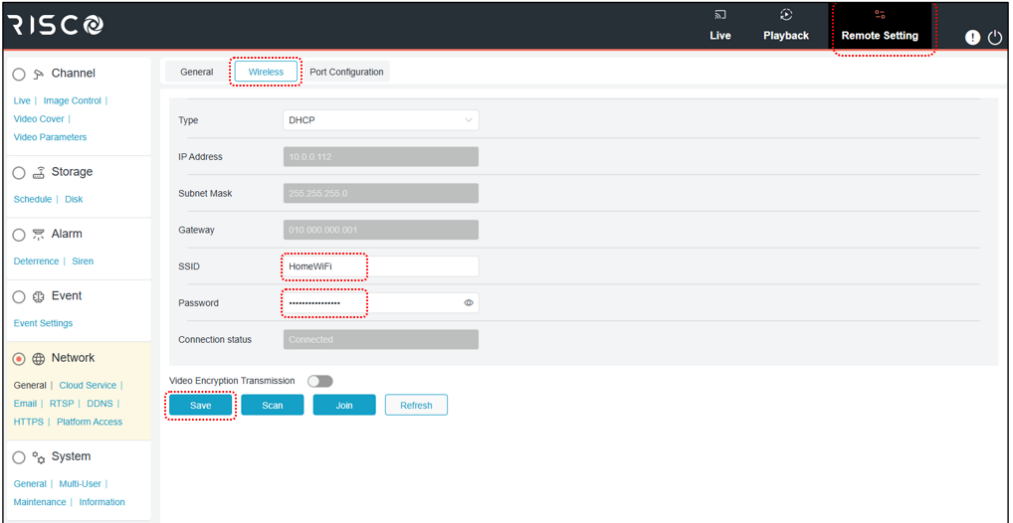 RISCO
Live
Playback
Remote Setting
!
Channel
Live | Image Control |
Video Cover |
Video Parameters
Storage
Schedule | Disk
Alarm
Deterrence | Siren
Event
Event Settings
Network
General | Cloud Service |
Email | RTSP | DDNS |
HTTPS | Platform Access
System
General | Multi-User |
Maintenance | Information
General
Wireless
Port Configuration
Type DHCP
IP Address 10.0.0.112
Subnet Mask 255.255.255.0
Gateway 010.000.000.001
SSID HomeWiFi
Password ••••••••••••••••
Connection status Connected
Video Encryption Transmission
Save
Scan
Join
Refresh